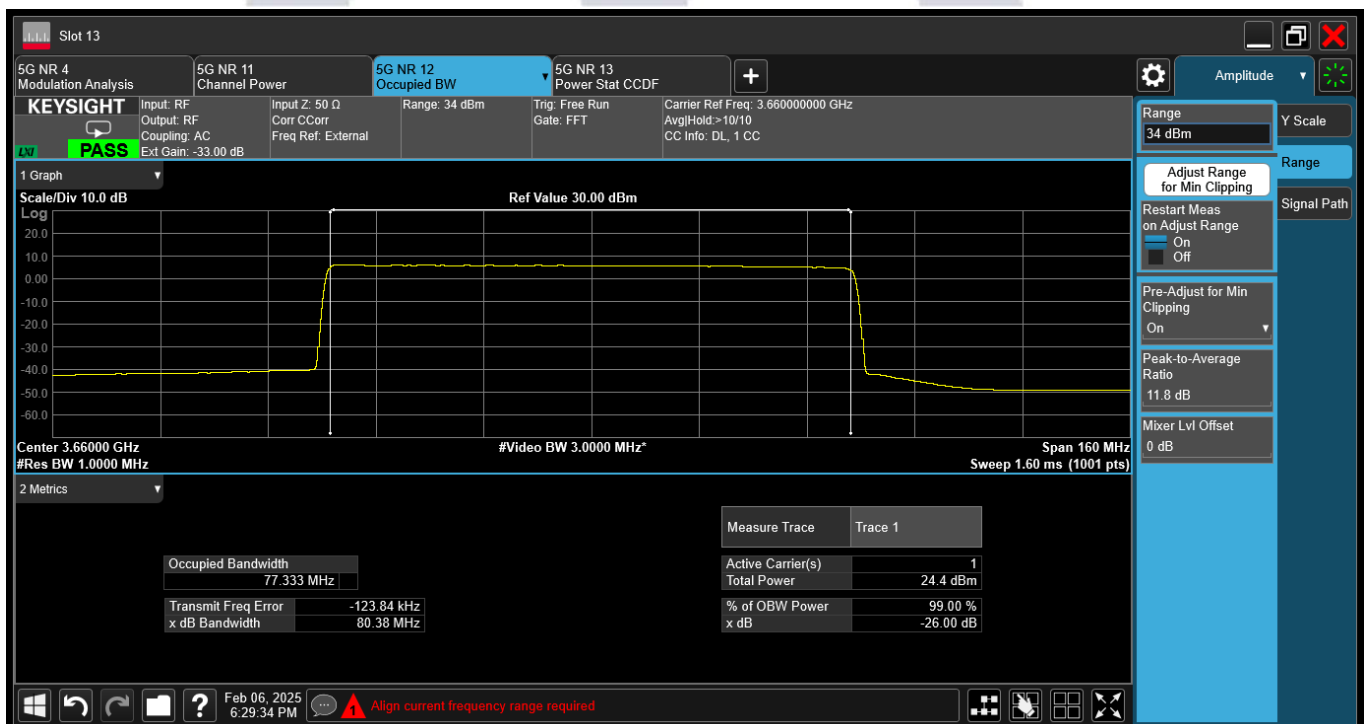 Slot 13
5G NR 4
Modulation Analysis
5G NR 11
Channel Power
5G NR 12
Occupied BW
5G NR 13
Power Stat CCDF
Amplitude
KEYSIGHT
LXI
PASS
Input: RF
Output: RF
Coupling: AC
Ext Gain: -33.00 dB
Input Z: 50 Ω
Corr CCorr
Freq Ref: External
Range: 34 dBm
Trig: Free Run
Gate: FFT
Carrier Ref Freq: 3.660000000 GHz
Avg|Hold:>10/10
CC Info: DL, 1 CC
1 Graph
Scale/Div 10.0 dB
Ref Value 30.00 dBm
Log
20.0
10.0
0.00
-10.0
-20.0
-30.0
-40.0
-50.0
-60.0
Center 3.66000 GHz
#Video BW 3.0000 MHz*
Span 160 MHz
#Res BW 1.0000 MHz
Sweep 1.60 ms (1001 pts)
2 Metrics
Measure Trace Trace 1
Occupied Bandwidth
77.333 MHz
Transmit Freq Error -123.84 kHz
x dB Bandwidth 80.38 MHz
Active Carrier(s) 1
Total Power 24.4 dBm
% of OBW Power 99.00 %
x dB -26.00 dB
Range
34 dBm
Adjust Range
for Min Clipping
Restart Meas
on Adjust Range
On
Off
Pre-Adjust for Min
Clipping
On
Peak-to-Average
Ratio
11.8 dB
Mixer Lvl Offset
0 dB
Y Scale
Range
Signal Path
?
Feb 06, 2025
6:29:34 PM
1
Align current frequency range required